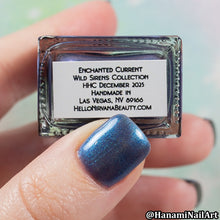 Enchanted Current
Wild Sirens Collection
HHC December 2025
Handmade in
Las Vegas, NV 89166
HelloNirvanaBeauty.com
@HanamiNailArt